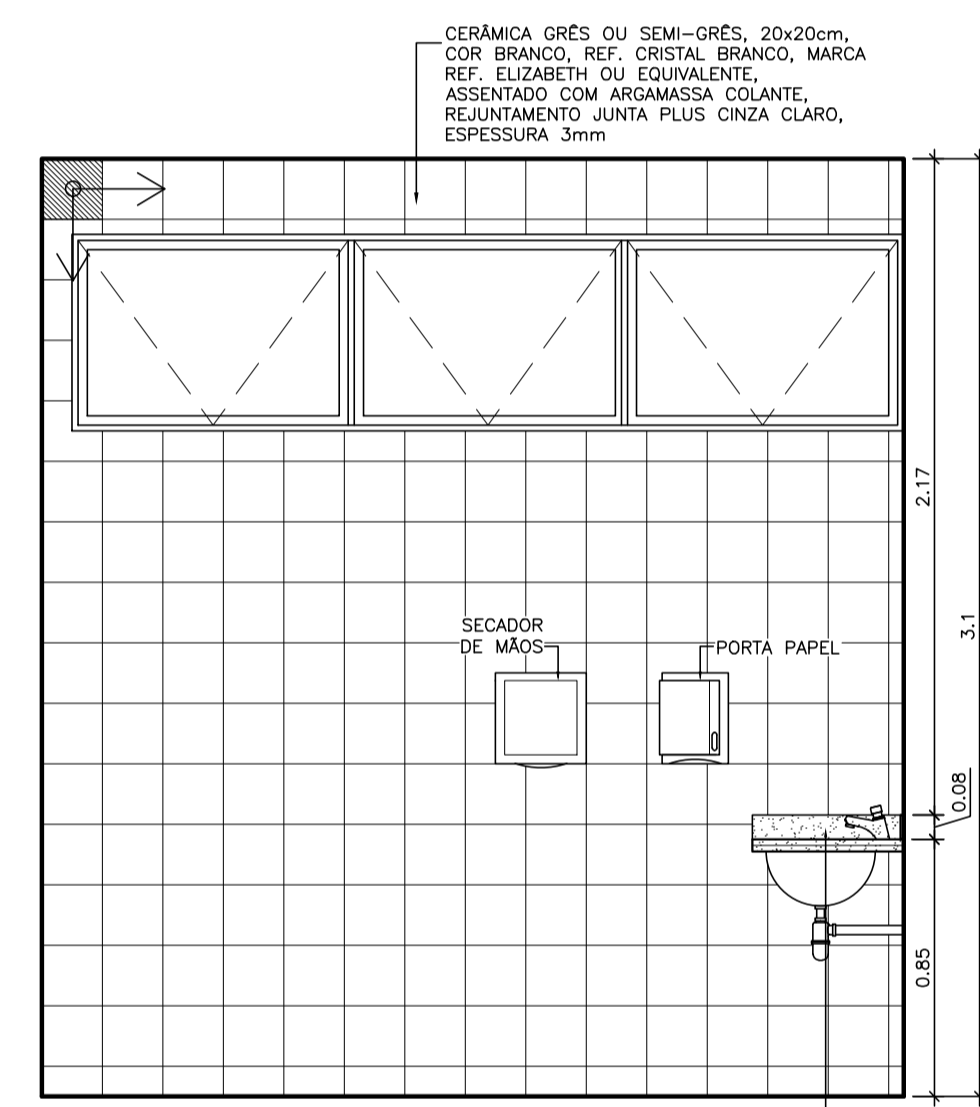 CERÂMICA GRÊS OU SEMI-GRÊS, 20x20cm,
COR BRANCO, REF. CRISTAL BRANCO, MARCA
REF. ELIZABETH OU EQUIVALENTE,
ASSENTADO COM ARGAMASSA COLANTE,
REJUNTAMENTO JUNTA PLUS CINZA CLARO,
ESPESSURA 3mm
2.17
3.1
SECADOR
DE MÃOS
PORTA PAPEL
0.08
0.85